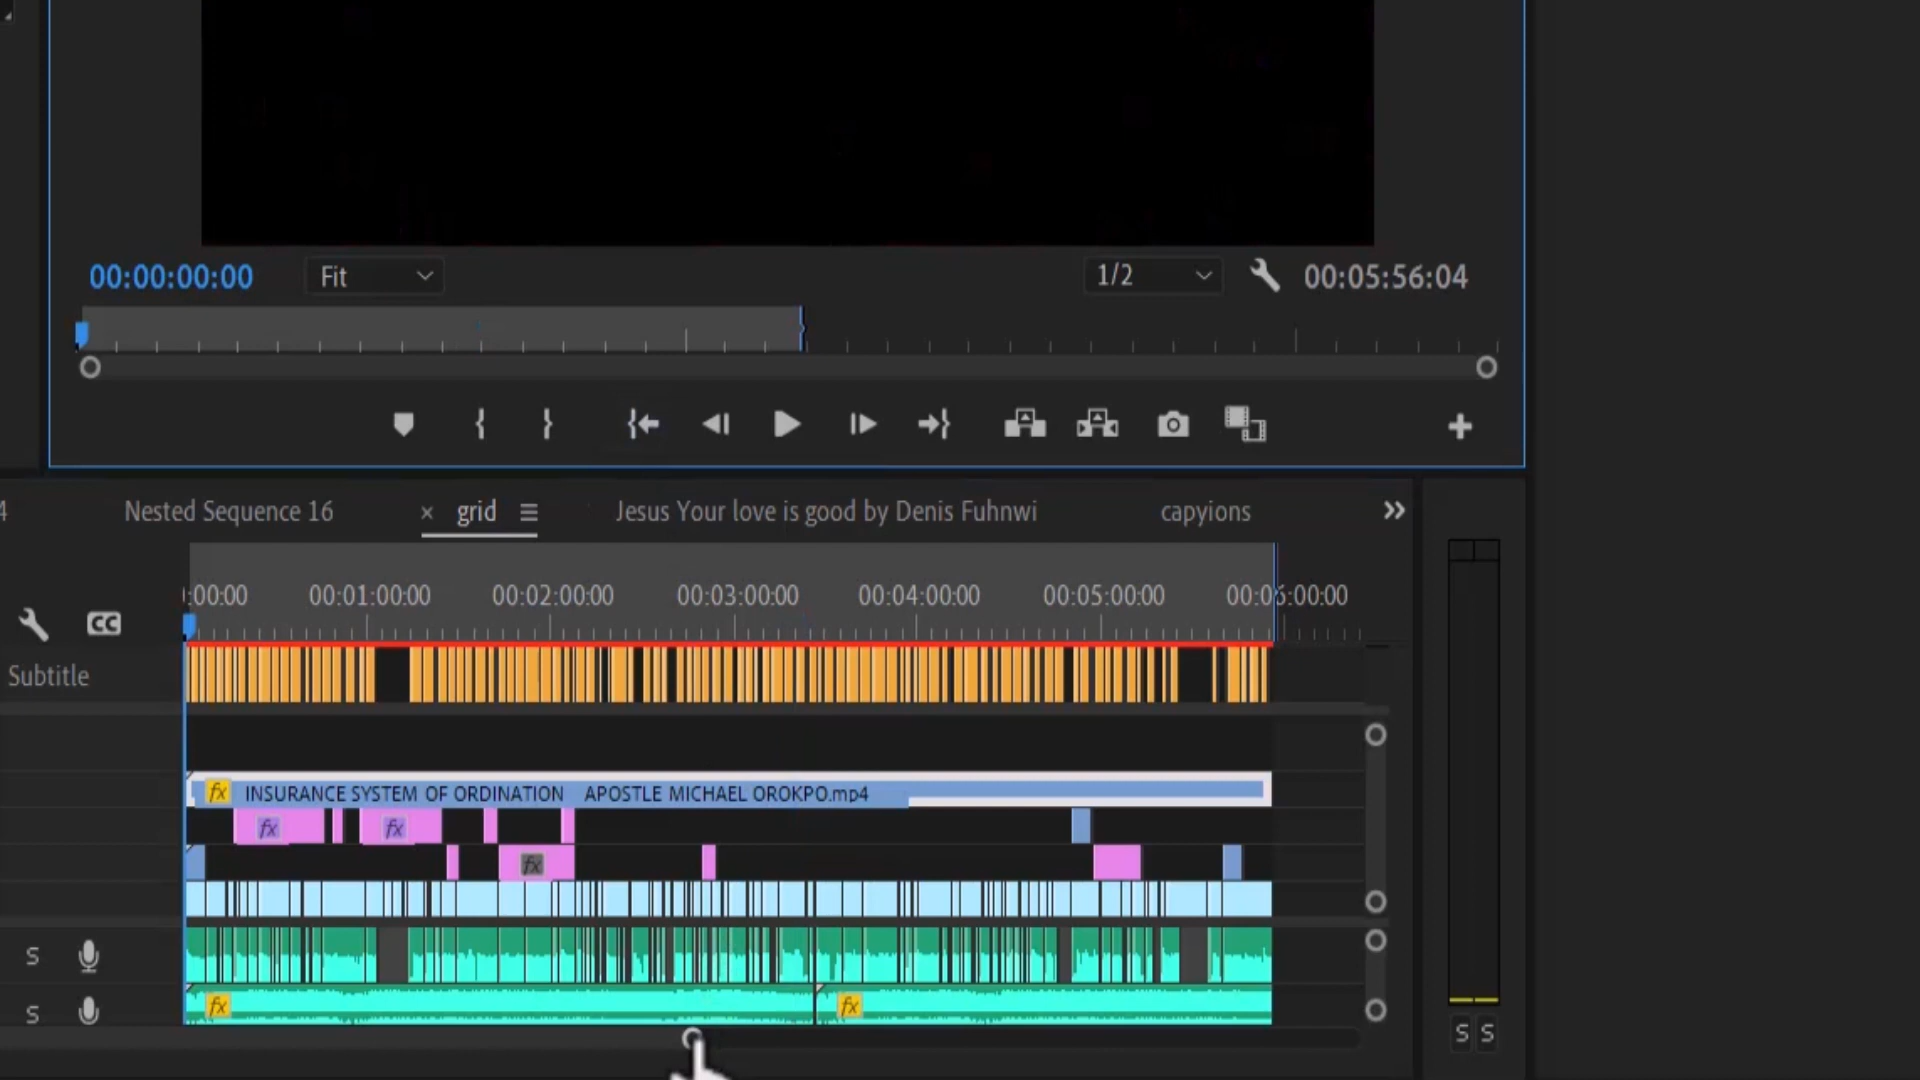 00:00:00:00 Fit 1/2 00:05:56:04
4 Nested Sequence 16 × grid Jesus Your love is good by Denis Fuhnwi capyions
:00:00 00:01:00:00 00:02:00:00 00:03:00:00 00:04:00:00 00:05:00:00 00:06:00:00
CC
Subtitle
fx INSURANCE SYSTEM OF ORDINATION APOSTLE MICHAEL OROKPO.mp4
fx fx
fx
S
S fx fx
S S